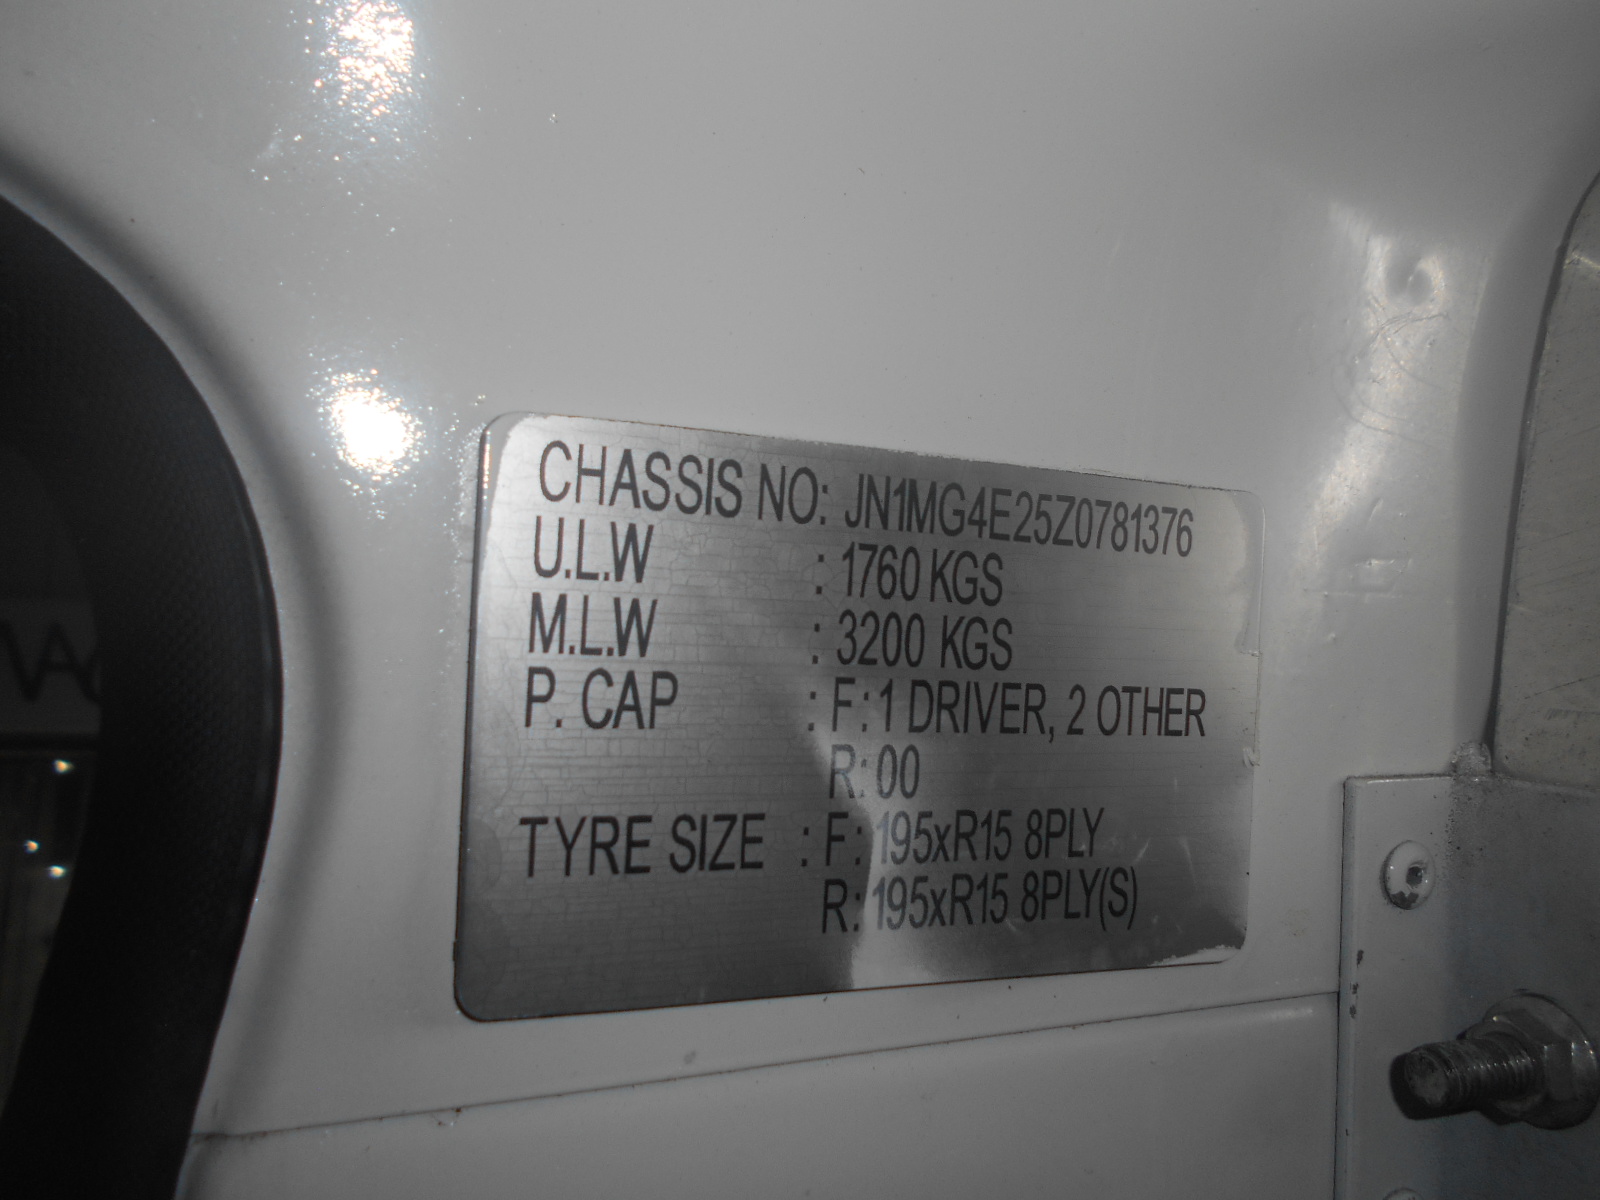 CHASSIS NO: JN1MG4E25Z0781376
U.L.W : 1760 KGS
M.L.W : 3200 KGS
P. CAP : F: 1 DRIVER, 2 OTHER
R: 00
TYRE SIZE : F: 195xR15 8PLY
R: 195xR15 8PLY(S)